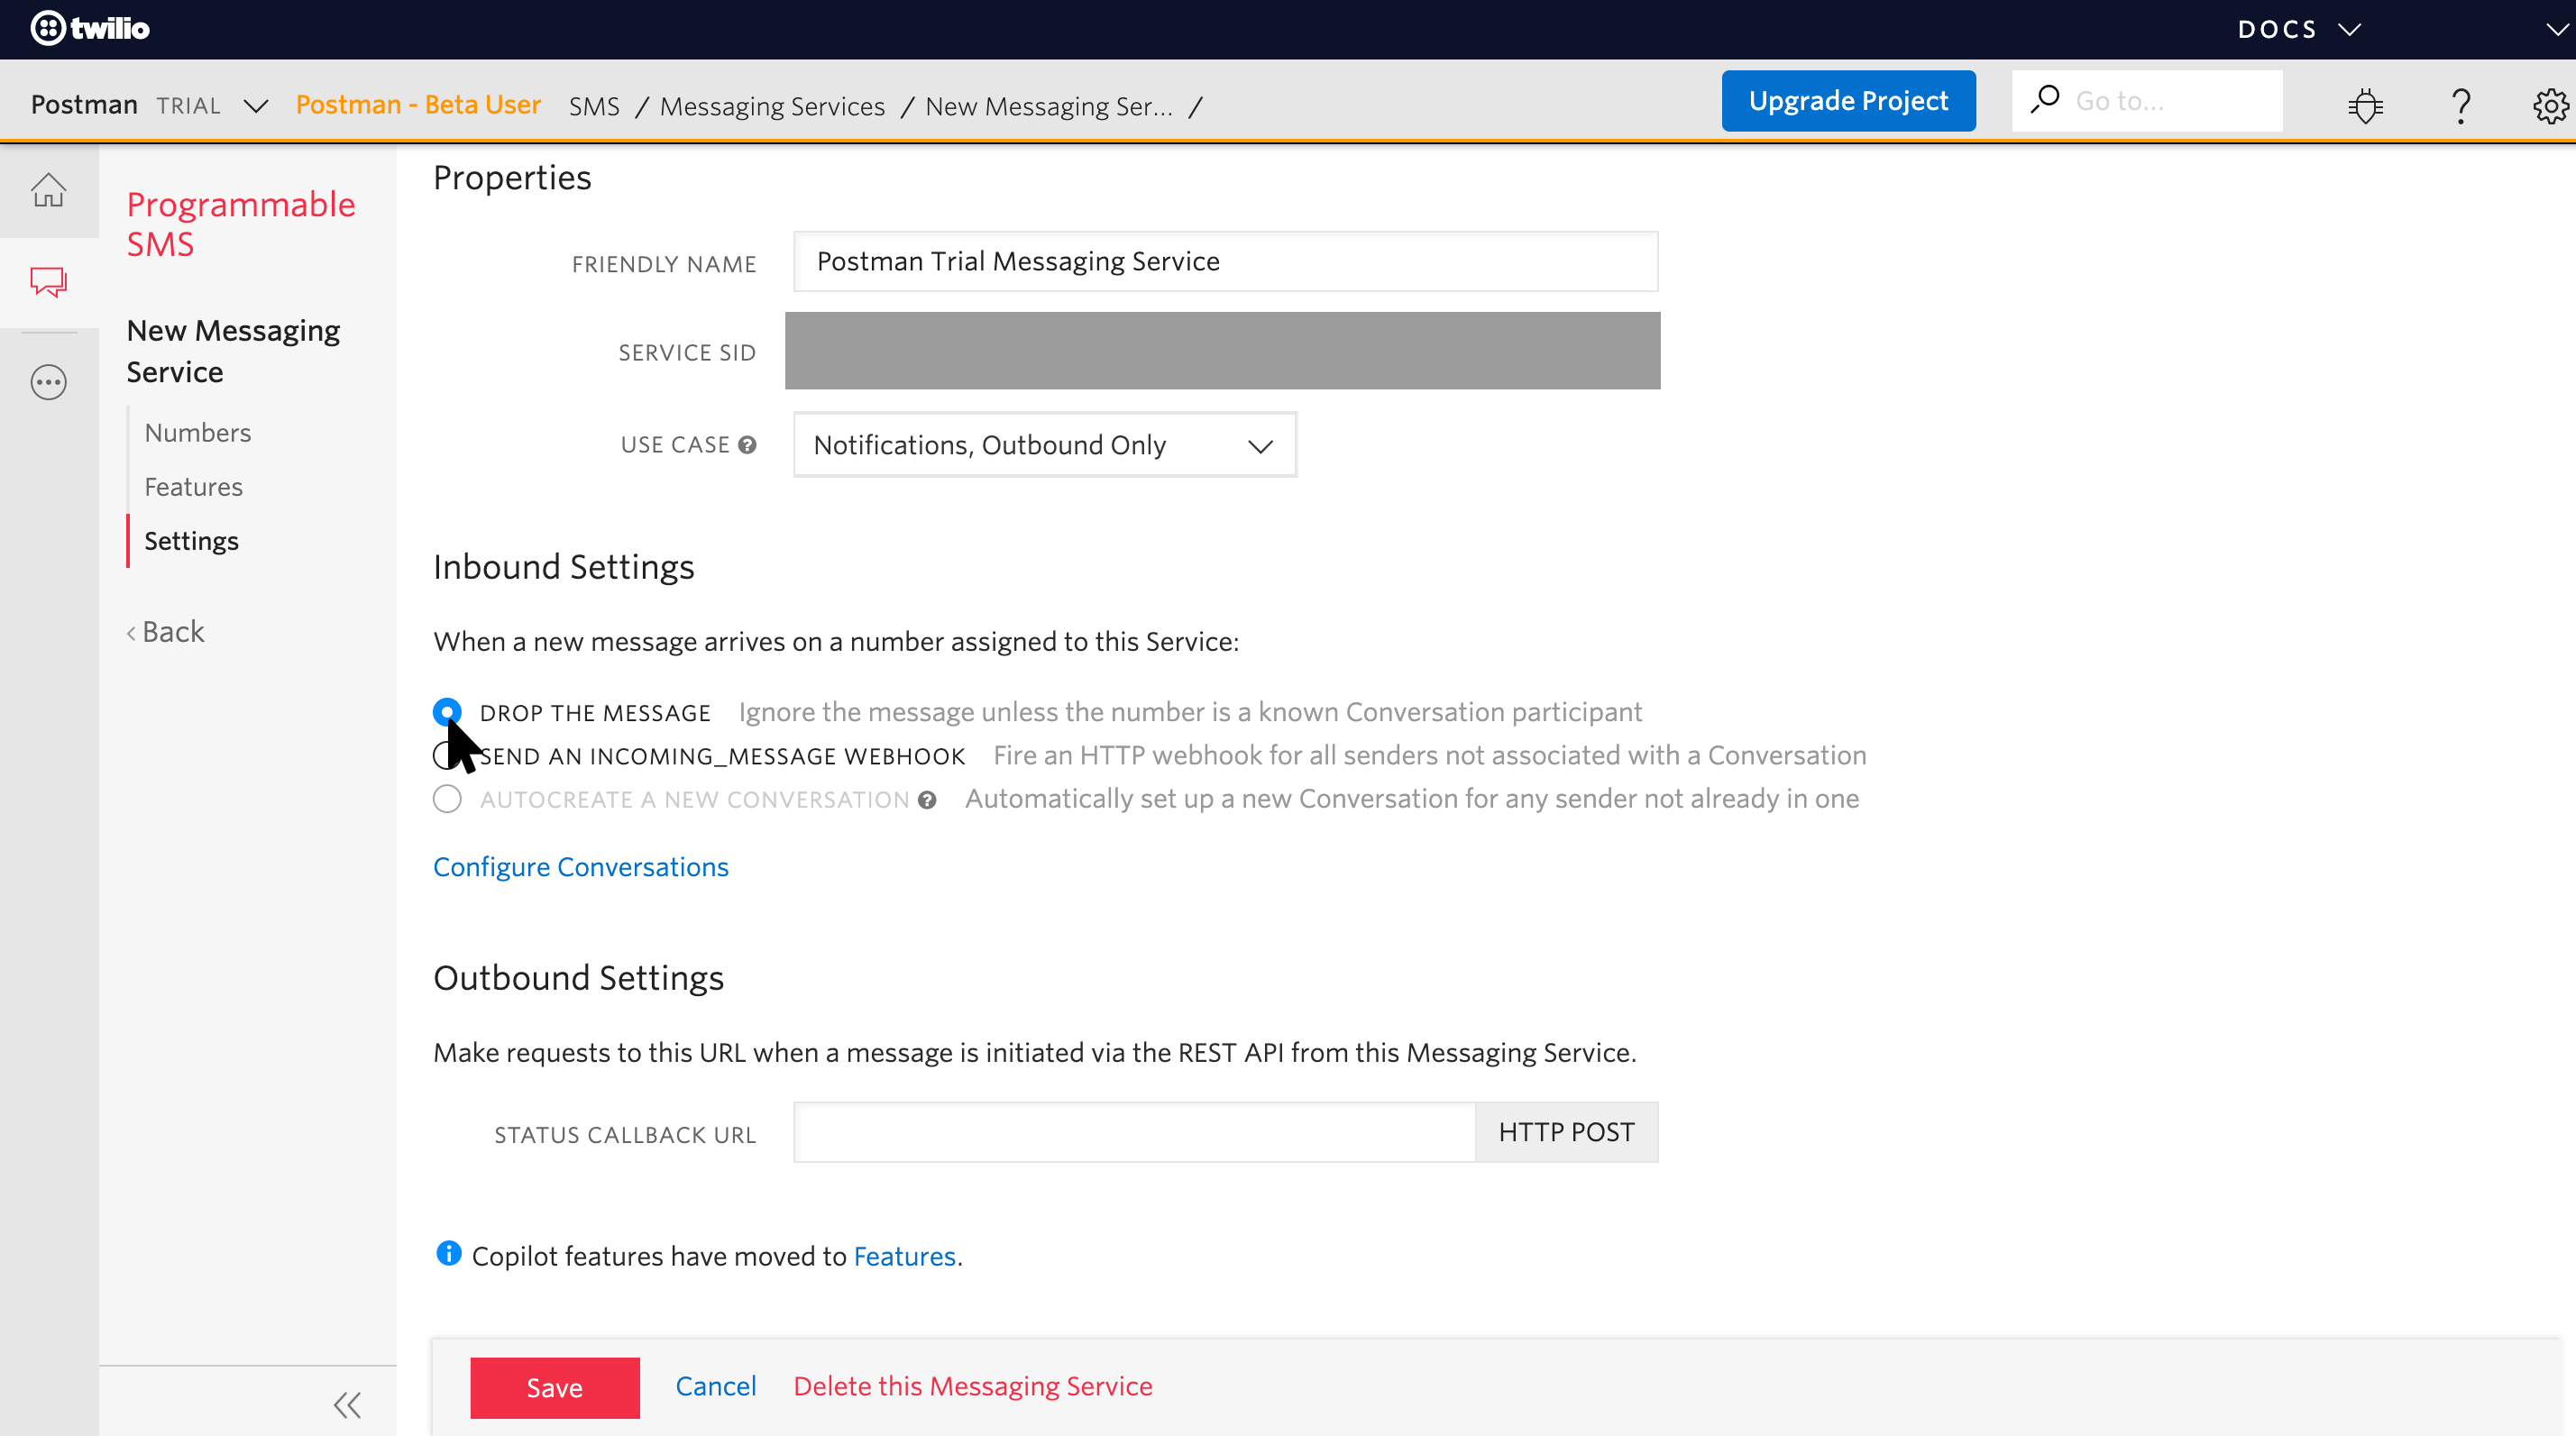 twilio
DOCS
Postman TRIAL Postman - Beta User SMS / Messaging Services / New Messaging Ser... /
Upgrade Project
Go to...
Programmable
SMS
New Messaging
Service
Numbers
Features
Settings
‹ Back
Properties
FRIENDLY NAME Postman Trial Messaging Service
SERVICE SID
USE CASE ? Notifications, Outbound Only
Inbound Settings
When a new message arrives on a number assigned to this Service:
DROP THE MESSAGE Ignore the message unless the number is a known Conversation participant
SEND AN INCOMING_MESSAGE WEBHOOK Fire an HTTP webhook for all senders not associated with a Conversation
AUTOCREATE A NEW CONVERSATION ? Automatically set up a new Conversation for any sender not already in one
Configure Conversations
Outbound Settings
Make requests to this URL when a message is initiated via the REST API from this Messaging Service.
STATUS CALLBACK URL HTTP POST
Copilot features have moved to Features.
Save Cancel Delete this Messaging Service